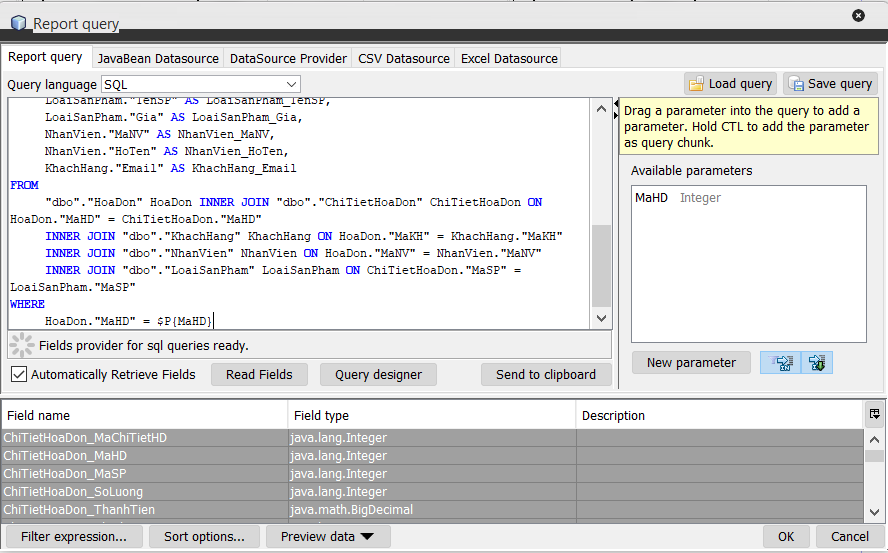 Report query
Report query JavaBean Datasource DataSource Provider CSV Datasource Excel Datasource
Query language SQL Load query Save query
LoaiSanPham."TenSP" AS LoaiSanPham_TenSP,
LoaiSanPham."Gia" AS LoaiSanPham_Gia,
NhanVien."MaNV" AS NhanVien_MaNV,
NhanVien."HoTen" AS NhanVien_HoTen,
KhachHang."Email" AS KhachHang_Email
FROM
"dbo"."HoaDon" HoaDon INNER JOIN "dbo"."ChiTietHoaDon" ChiTietHoaDon ON
HoaDon."MaHD" = ChiTietHoaDon."MaHD"
INNER JOIN "dbo"."KhachHang" KhachHang ON HoaDon."MaKH" = KhachHang."MaKH"
INNER JOIN "dbo"."NhanVien" NhanVien ON HoaDon."MaNV" = NhanVien."MaNV"
INNER JOIN "dbo"."LoaiSanPham" LoaiSanPham ON ChiTietHoaDon."MaSP" =
LoaiSanPham."MaSP"
WHERE
HoaDon."MaHD" = $P{MaHD}
Drag a parameter into the query to add a
parameter. Hold CTL to add the parameter
as query chunk.
Available parameters
MaHD Integer
New parameter
Fields provider for sql queries ready.
Automatically Retrieve Fields Read Fields Query designer Send to clipboard
Field name Field type Description
ChiTietHoaDon_MaChiTietHD java.lang.Integer
ChiTietHoaDon_MaHD java.lang.Integer
ChiTietHoaDon_MaSP java.lang.Integer
ChiTietHoaDon_SoLuong java.lang.Integer
ChiTietHoaDon_ThanhTien java.math.BigDecimal
Filter expression... Sort options... Preview data OK Cancel